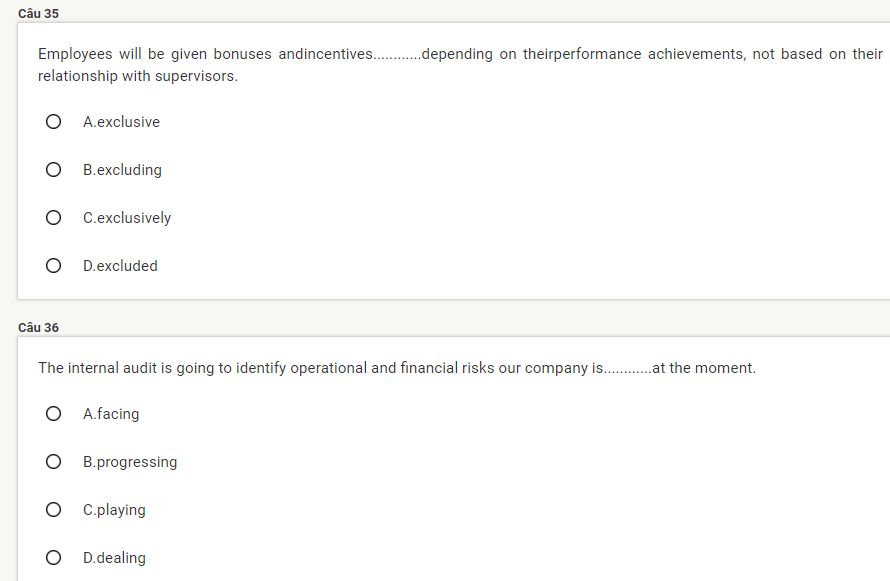 Câu 35
Employees will be given bonuses andincentives............depending on theirperformance achievements, not based on their
relationship with supervisors.
A.exclusive
B.excluding
C.exclusively
D.excluded
Câu 36
The internal audit is going to identify operational and financial risks our company is............at the moment.
A.facing
B.progressing
C.playing
D.dealing